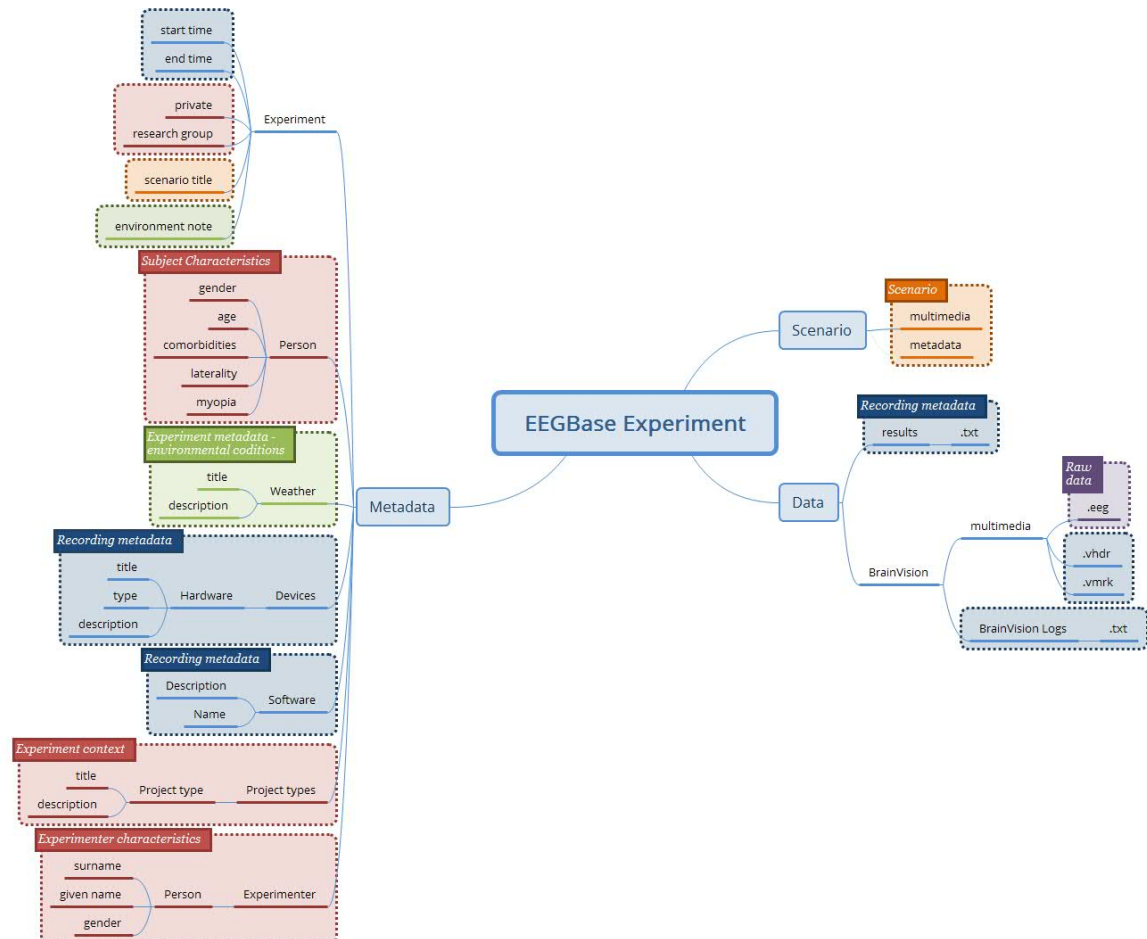 start time
end time
private
research group
Experiment
scenario title
environment note
Subject Characteristics
gender
age
comorbidities
Person
laterality
myopia
Experiment metadata -
environmental coditions
title
Weather
description
Recording metadata
title
type
Hardware
Devices
description
Recording metadata
Description
Software
Name
Experiment context
title
Project type
Project types
description
Experimenter characteristics
surname
given name
Person
Experimenter
gender
Metadata
EEGBase Experiment
Scenario
Scenario
multimedia
metadata
Data
Recording metadata
results
.txt
BrainVision
multimedia
Raw
data
.eeg
.vhdr
.vmrk
BrainVision Logs
.txt